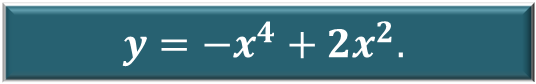 y = −x⁴ + 2x².